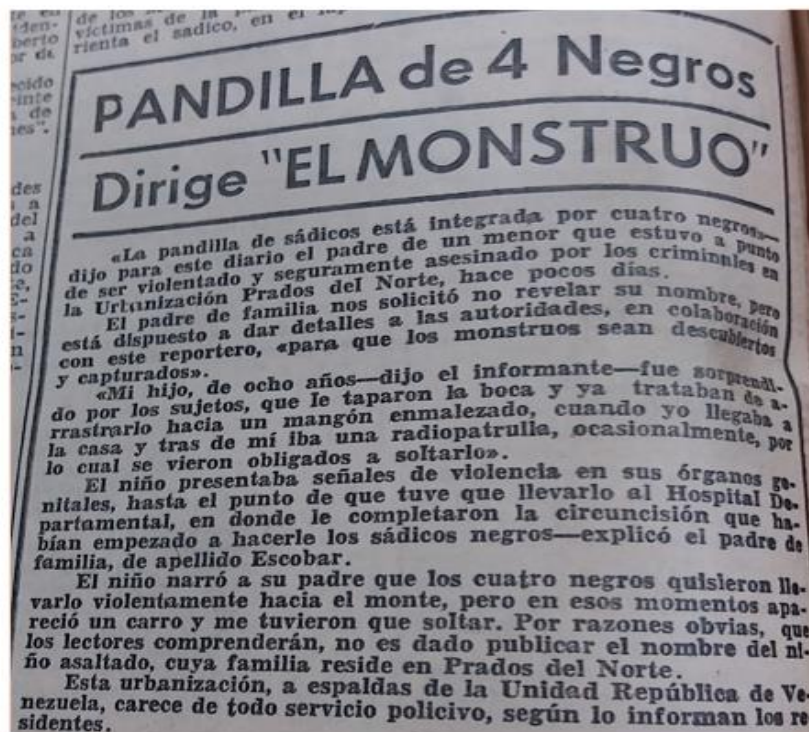 víctimas de la
rienta el sádico, en el
PANDILLA de 4 Negros
Dirige "EL MONSTRUO"
«La pandilla de sádicos está integrada por cuatro negros»—
dijo para este diario el padre de un menor que estuvo a punto
de ser violentado y seguramente asesinado por los criminales en
la Urbanización Prados del Norte, hace pocos días.
El padre de familia nos solicitó no revelar su nombre, pero
está dispuesto a dar detalles a las autoridades, en colaboración
con este reportero, «para que los monstruos sean descubiertos
y capturados».
«Mi hijo, de ocho años—dijo el informante—fue sorprendi-
do por los sujetos, que le taparon la boca y ya trataban de a-
rrastrarlo hacia un mangón enmalezado, cuando yo llegaba a
la casa y tras de mí iba una radiopatrulla, ocasionalmente, por
lo cual se vieron obligados a soltarlo».
El niño presentaba señales de violencia en sus órganos ge-
nitales, hasta el punto de que tuve que llevarlo al Hospital De-
partamental, en donde le completaron la circuncisión que ha-
bían empezado a hacerle los sádicos negros—explicó el padre de
familia, de apellido Escobar.
El niño narró a su padre que los cuatro negros quisieron lle-
varlo violentamente hacia el monte, pero en esos momentos apa-
reció un carro y me tuvieron que soltar. Por razones obvias, que
los lectores comprenderán, no es dado publicar el nombre del ni-
ño asaltado, cuya familia reside en Prados del Norte.
Esta urbanización, a espaldas de la Unidad República de Ve-
nezuela, carece de todo servicio policivo, según lo informan los re
sidentes.